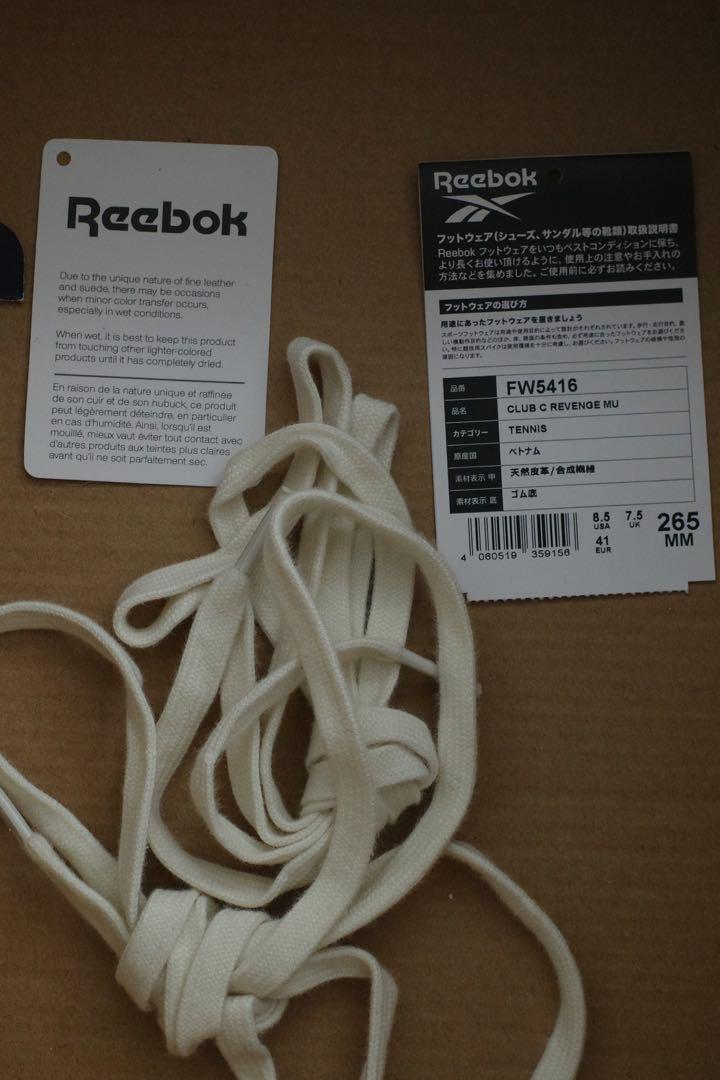 Reebok
Due to the unique nature of fine leather
and suede, there may be occasions
when minor color transfer occurs,
especially in wet conditions.
When wet, it is best to keep this product
from touching other lighter-colored
products until it has completely dried.
En raison de la nature unique et raffinée
de son cuir et de son nubuck, ce produit
peut légèrement déteindre, en particulier
en cas d'humidité. Ainsi, lorsqu'il est
mouillé, mieux vaut éviter tout contact avec
d'autres produits aux teintes plus claires
avant qu'il ne soit parfaitement sec.
Reebok
フットウェア(シューズ、サンダル等の靴類)取扱説明書
Reebok フットウェアをいつもベストコンディションに保ち、
より長くお使い頂けるように、使用上の注意やお手入れの
方法などを集めました。ご使用前に必ずお読みください。
フットウェアの選び方
用途にあったフットウェアを履きましょう
品番 FW5416
品名 CLUB C REVENGE MU
カテゴリー TENNIS
原産国 ベトナム
素材表示 甲 天然皮革/合成繊維
素材表示 底 ゴム底
8.5 USA 7.5 UK 265 MM
41 EUR
4 060519 359156